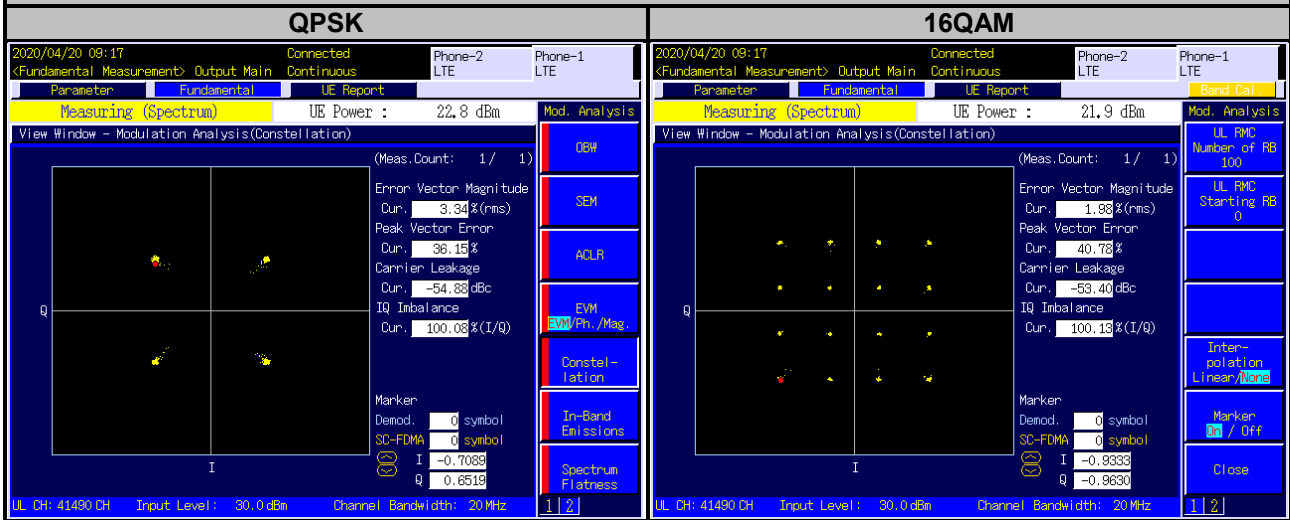 QPSK
2020/04/20 09:17 Connected Phone-2 Phone-1
<Fundamental Measurement> Output Main Continuous LTE LTE
Parameter Fundamental UE Report
Measuring (Spectrum) UE Power : 22.8 dBm Mod. Analysis
View Window - Modulation Analysis(Constellation)
(Meas.Count: 1/ 1)
Error Vector Magnitude
Cur. 3.34 %(rms)
Peak Vector Error
Cur. 36.15 %
Carrier Leakage
Cur. -54.88 dBc
IQ Imbalance
Cur. 100.08 %(I/Q)
Q
I
Marker
Demod. 0 symbol
SC-FDMA 0 symbol
I -0.7089
Q 0.6519
OBW
SEM
ACLR
EVM
EVM/Ph./Mag.
Constel-
lation
In-Band
Emissions
Spectrum
Flatness
UL CH: 41490 CH Input Level: 30.0 dBm Channel Bandwidth: 20 MHz 1 2
16QAM
2020/04/20 09:17 Connected Phone-2 Phone-1
<Fundamental Measurement> Output Main Continuous LTE LTE
Parameter Fundamental UE Report Band Cal.
Measuring (Spectrum) UE Power : 21.9 dBm Mod. Analysis
View Window - Modulation Analysis(Constellation)
(Meas.Count: 1/ 1)
Error Vector Magnitude
Cur. 1.98 %(rms)
Peak Vector Error
Cur. 40.78 %
Carrier Leakage
Cur. -53.40 dBc
IQ Imbalance
Cur. 100.13 %(I/Q)
Q
I
Marker
Demod. 0 symbol
SC-FDMA 0 symbol
I -0.9333
Q -0.9630
UL RMC
Number of RB
100
UL RMC
Starting RB
0
Inter-
polation
Linear/None
Marker
On / Off
Close
UL CH: 41490 CH Input Level: 30.0 dBm Channel Bandwidth: 20 MHz 1 2